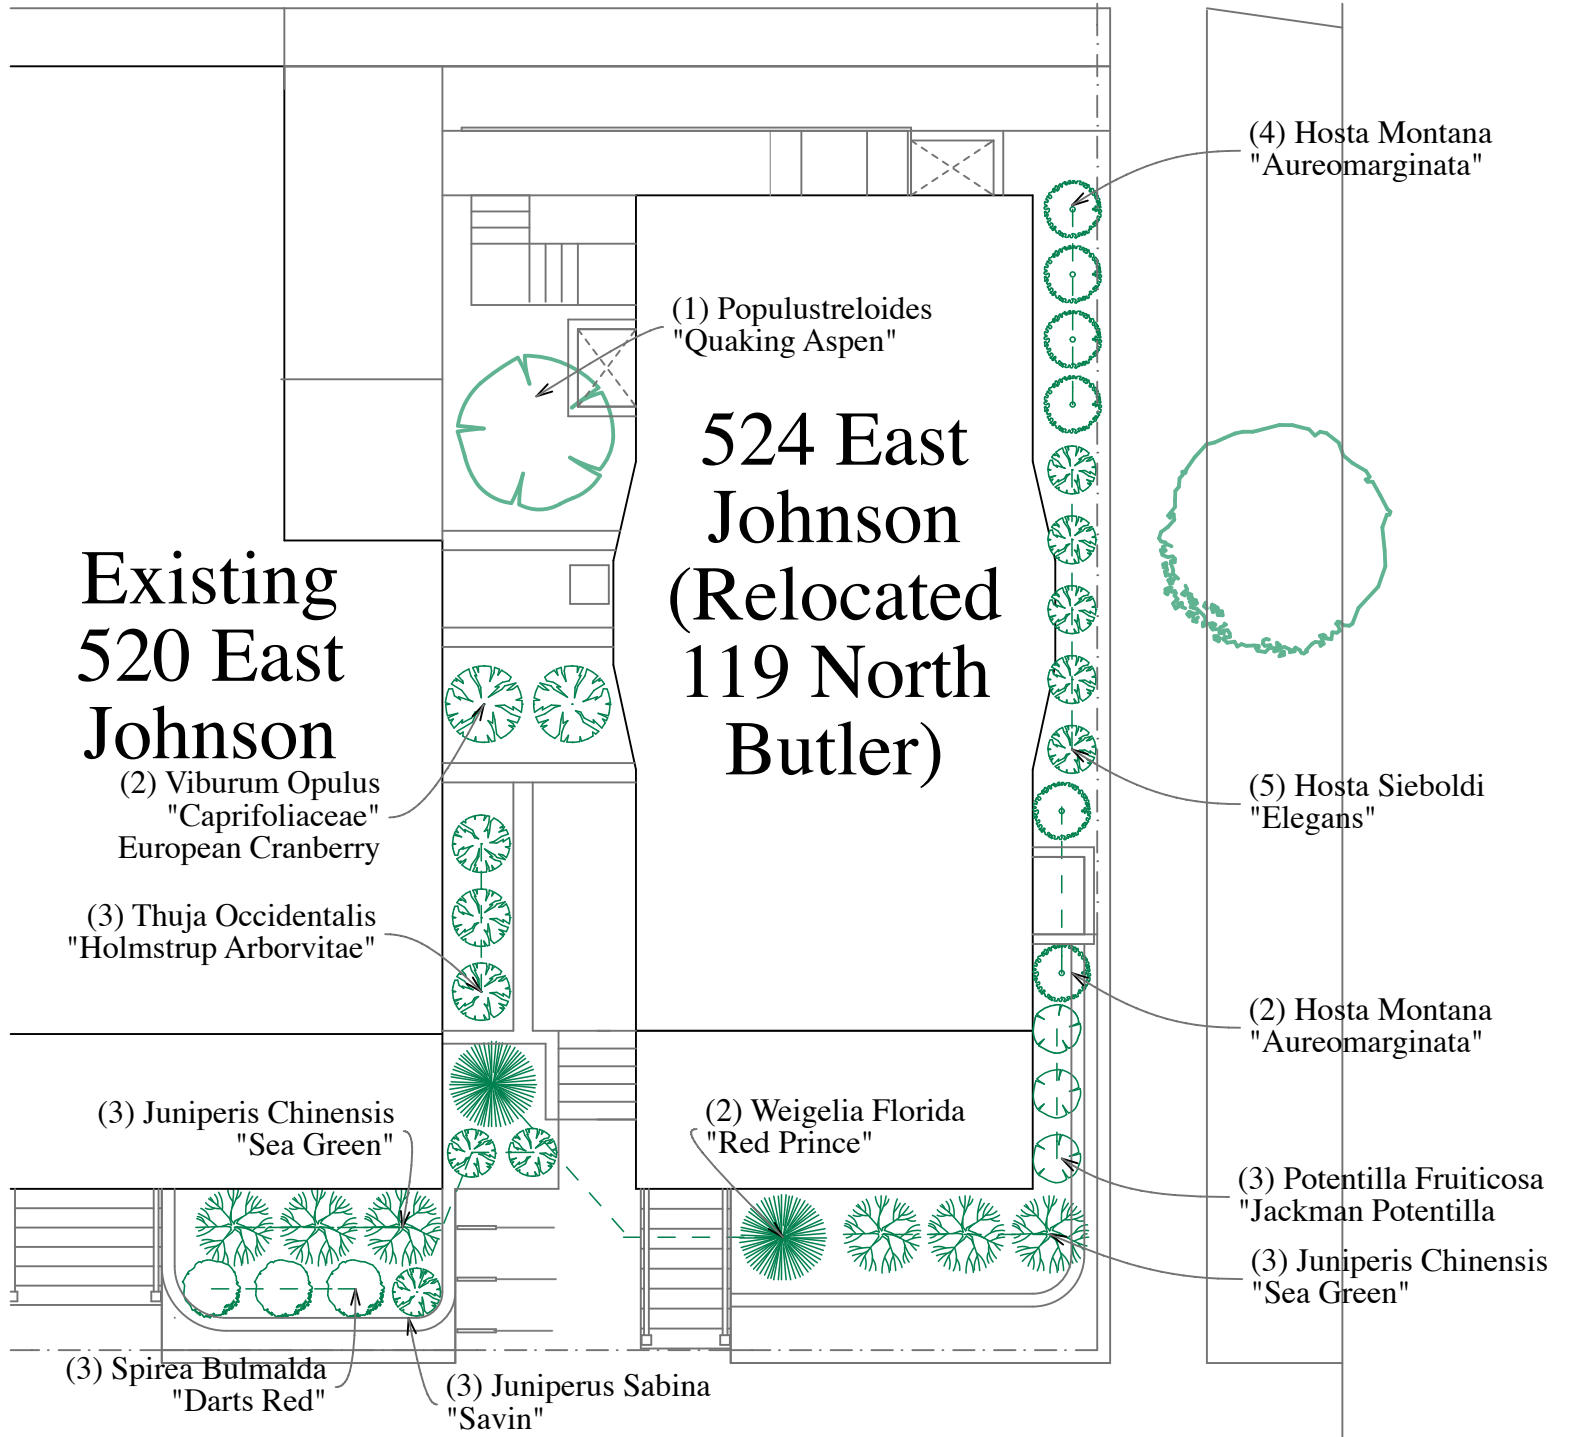 (4) Hosta Montana
"Aureomarginata"
(1) Populustreloides
"Quaking Aspen"
524 East
Johnson
(Relocated
119 North
Butler)
Existing
520 East
Johnson
(2) Viburum Opulus
"Caprifoliaceae"
European Cranberry
(5) Hosta Sieboldi
"Elegans"
(3) Thuja Occidentalis
"Holmstrup Arborvitae"
(2) Hosta Montana
"Aureomarginata"
(3) Juniperis Chinensis
"Sea Green"
(2) Weigelia Florida
"Red Prince"
(3) Potentilla Fruiticosa
"Jackman Potentilla
(3) Juniperis Chinensis
"Sea Green"
(3) Spirea Bulmalda
"Darts Red"
(3) Juniperus Sabina
"Savin"